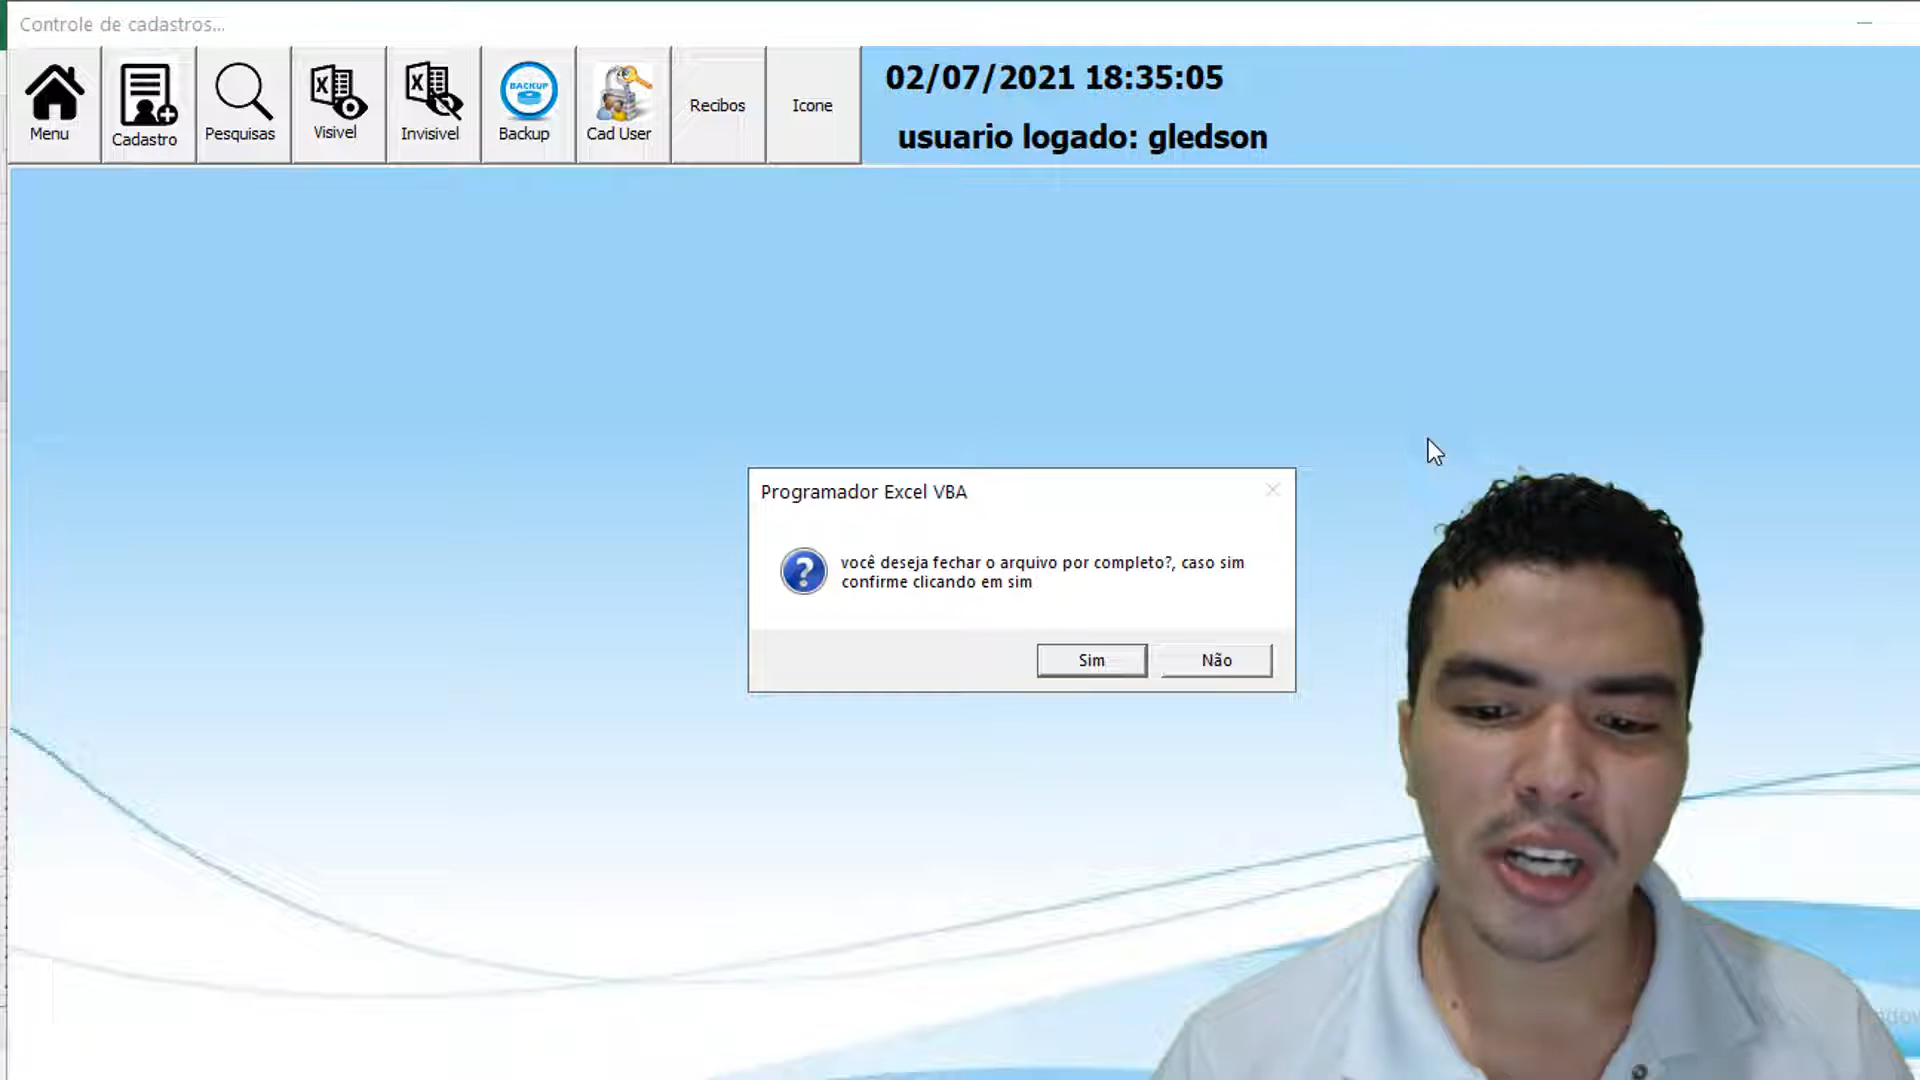 Controle de cadastros...
Menu
Cadastro
Pesquisas
Visivel
Invisivel
BACKUP
Backup
Cad User
Recibos
Icone
02/07/2021 18:35:05
usuario logado: gledson
Programador Excel VBA
você deseja fechar o arquivo por completo?, caso sim
confirme clicando em sim
Sim
Não